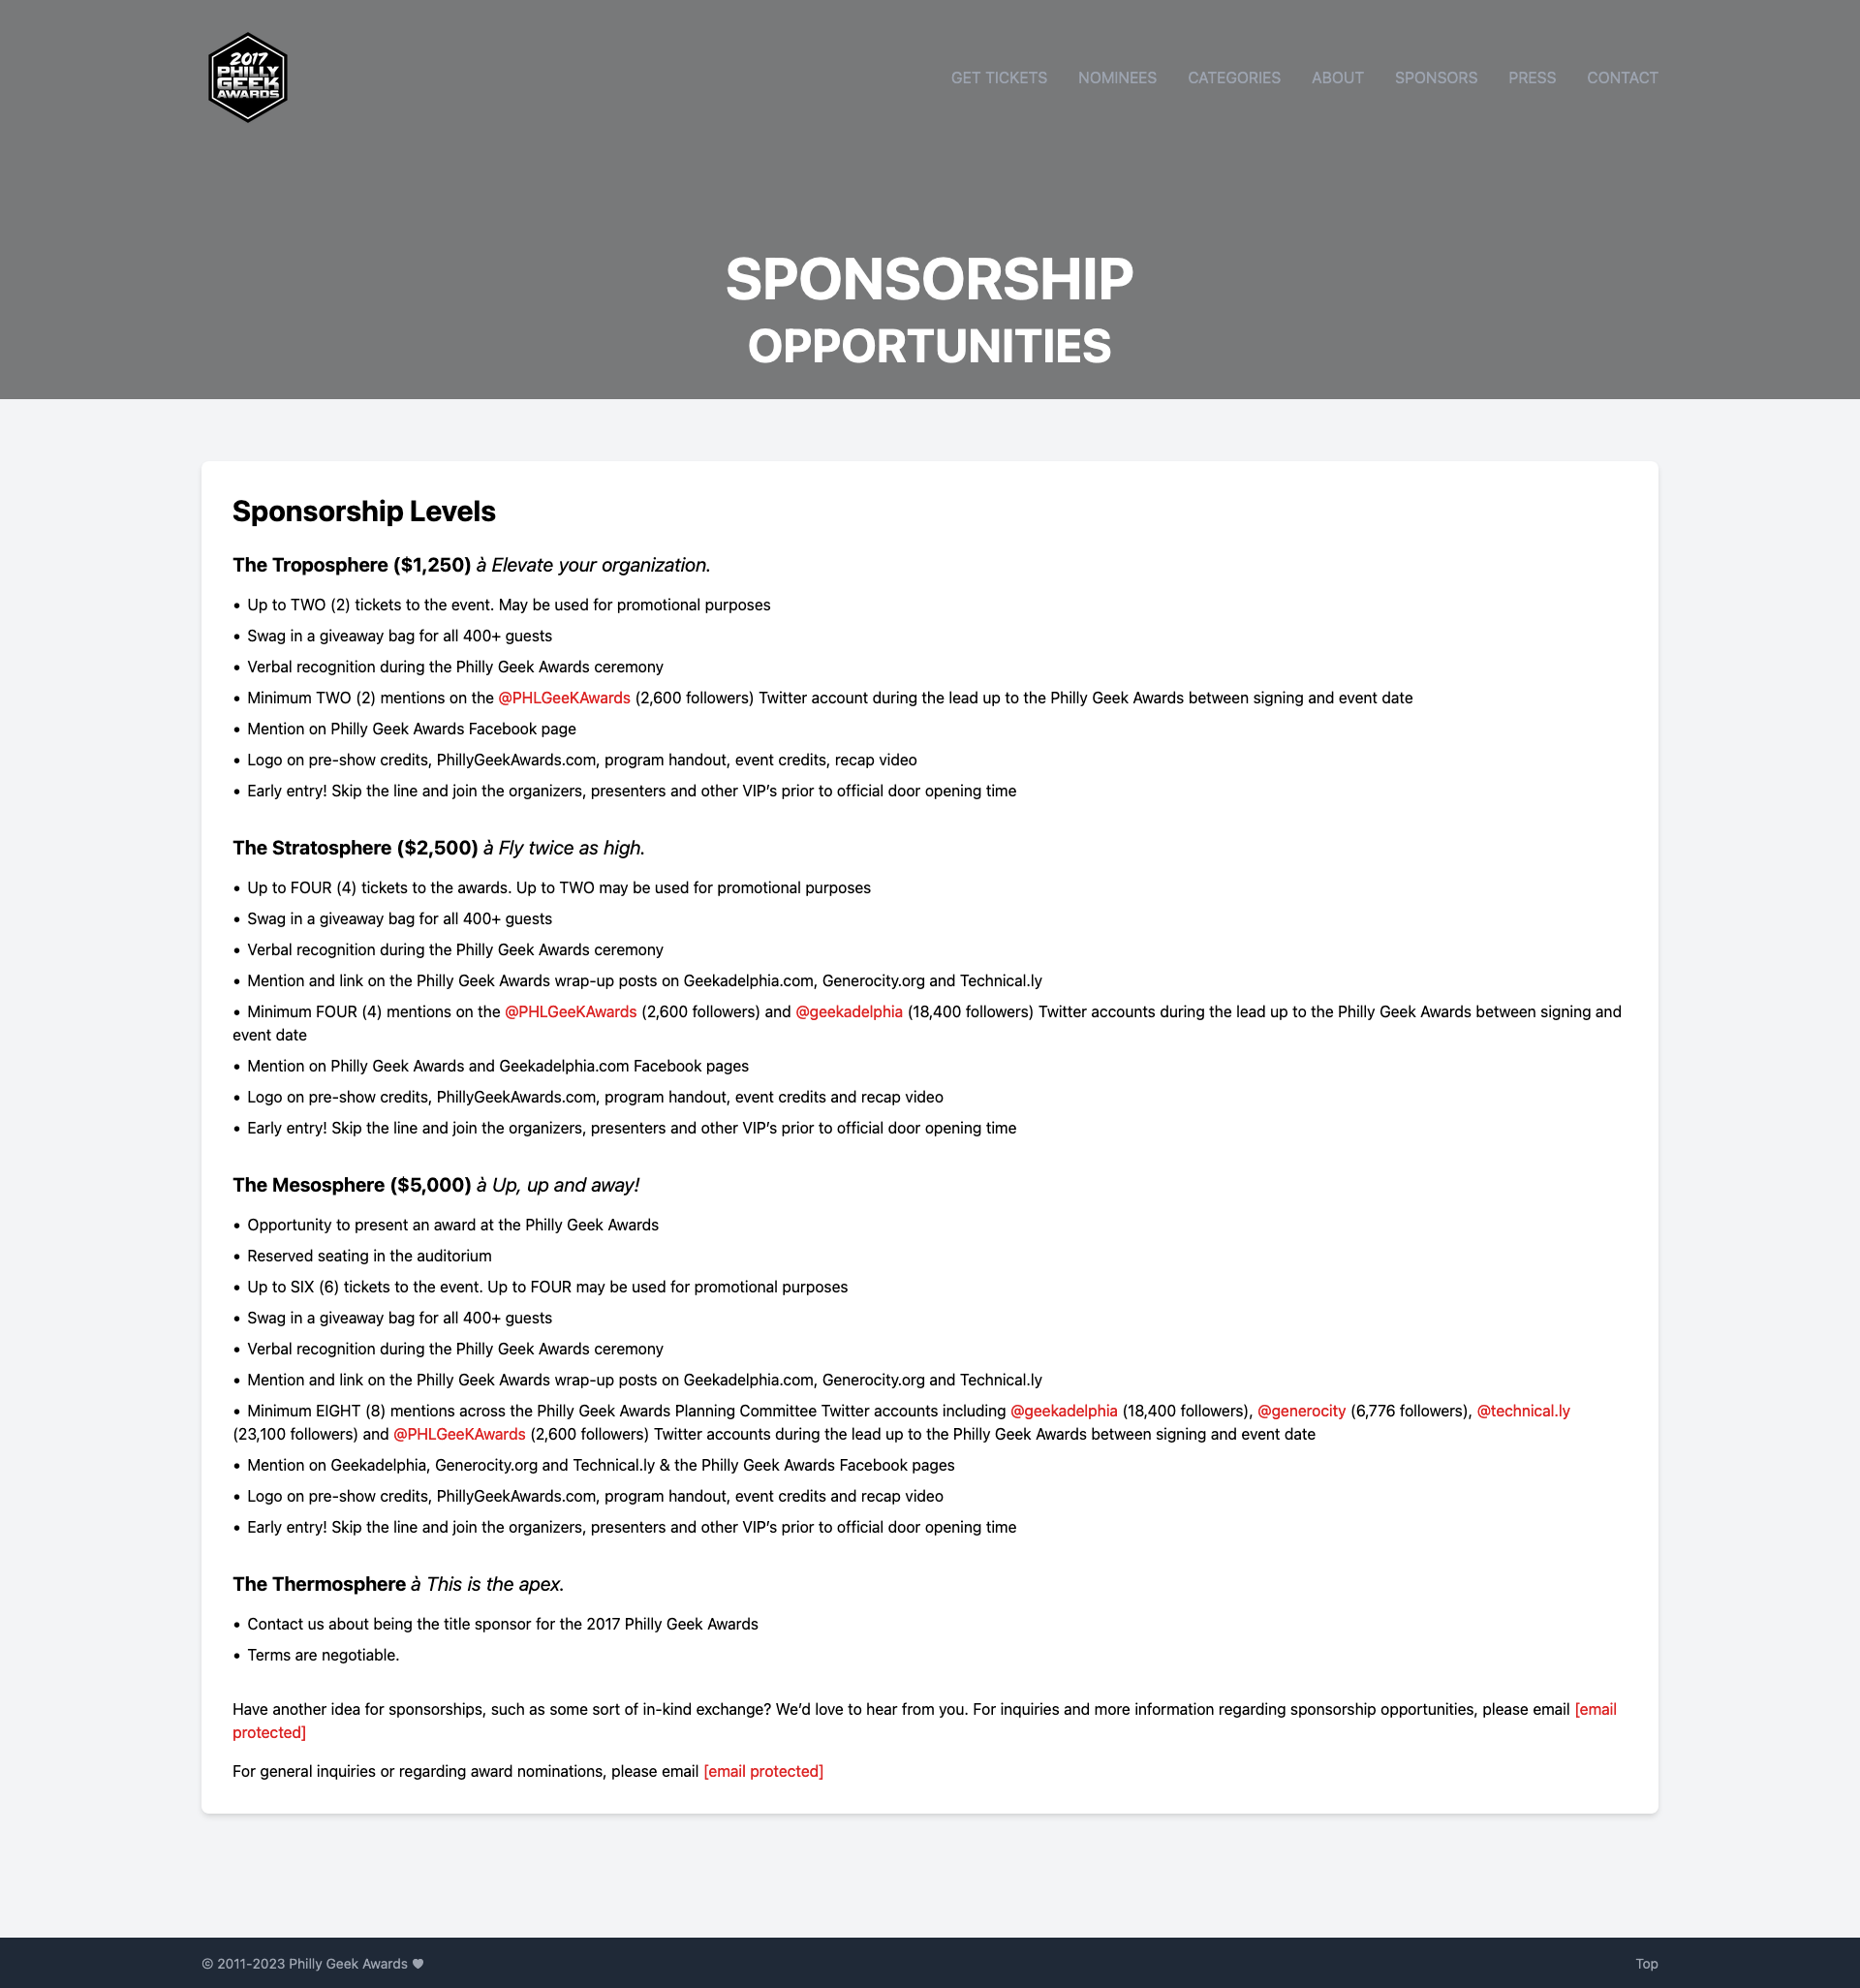 2017
PHILLY
GEEK
AWARDS
GET TICKETS NOMINEES CATEGORIES ABOUT SPONSORS PRESS CONTACT
SPONSORSHIP
OPPORTUNITIES
Sponsorship Levels
The Troposphere ($1,250) à Elevate your organization.
• Up to TWO (2) tickets to the event. May be used for promotional purposes
• Swag in a giveaway bag for all 400+ guests
• Verbal recognition during the Philly Geek Awards ceremony
• Minimum TWO (2) mentions on the @PHLGeeKAwards (2,600 followers) Twitter account during the lead up to the Philly Geek Awards between signing and event date
• Mention on Philly Geek Awards Facebook page
• Logo on pre-show credits, PhillyGeekAwards.com, program handout, event credits, recap video
• Early entry! Skip the line and join the organizers, presenters and other VIP’s prior to official door opening time
The Stratosphere ($2,500) à Fly twice as high.
• Up to FOUR (4) tickets to the awards. Up to TWO may be used for promotional purposes
• Swag in a giveaway bag for all 400+ guests
• Verbal recognition during the Philly Geek Awards ceremony
• Mention and link on the Philly Geek Awards wrap-up posts on Geekadelphia.com, Generocity.org and Technical.ly
• Minimum FOUR (4) mentions on the @PHLGeeKAwards (2,600 followers) and @geekadelphia (18,400 followers) Twitter accounts during the lead up to the Philly Geek Awards between signing and
event date
• Mention on Philly Geek Awards and Geekadelphia.com Facebook pages
• Logo on pre-show credits, PhillyGeekAwards.com, program handout, event credits and recap video
• Early entry! Skip the line and join the organizers, presenters and other VIP’s prior to official door opening time
The Mesosphere ($5,000) à Up, up and away!
• Opportunity to present an award at the Philly Geek Awards
• Reserved seating in the auditorium
• Up to SIX (6) tickets to the event. Up to FOUR may be used for promotional purposes
• Swag in a giveaway bag for all 400+ guests
• Verbal recognition during the Philly Geek Awards ceremony
• Mention and link on the Philly Geek Awards wrap-up posts on Geekadelphia.com, Generocity.org and Technical.ly
• Minimum EIGHT (8) mentions across the Philly Geek Awards Planning Committee Twitter accounts including @geekadelphia (18,400 followers), @generocity (6,776 followers), @technical.ly
(23,100 followers) and @PHLGeeKAwards (2,600 followers) Twitter accounts during the lead up to the Philly Geek Awards between signing and event date
• Mention on Geekadelphia, Generocity.org and Technical.ly & the Philly Geek Awards Facebook pages
• Logo on pre-show credits, PhillyGeekAwards.com, program handout, event credits and recap video
• Early entry! Skip the line and join the organizers, presenters and other VIP’s prior to official door opening time
The Thermosphere à This is the apex.
• Contact us about being the title sponsor for the 2017 Philly Geek Awards
• Terms are negotiable.
Have another idea for sponsorships, such as some sort of in-kind exchange? We’d love to hear from you. For inquiries and more information regarding sponsorship opportunities, please email [email
protected]
For general inquiries or regarding award nominations, please email [email protected]
© 2011-2023 Philly Geek Awards ♥ Top